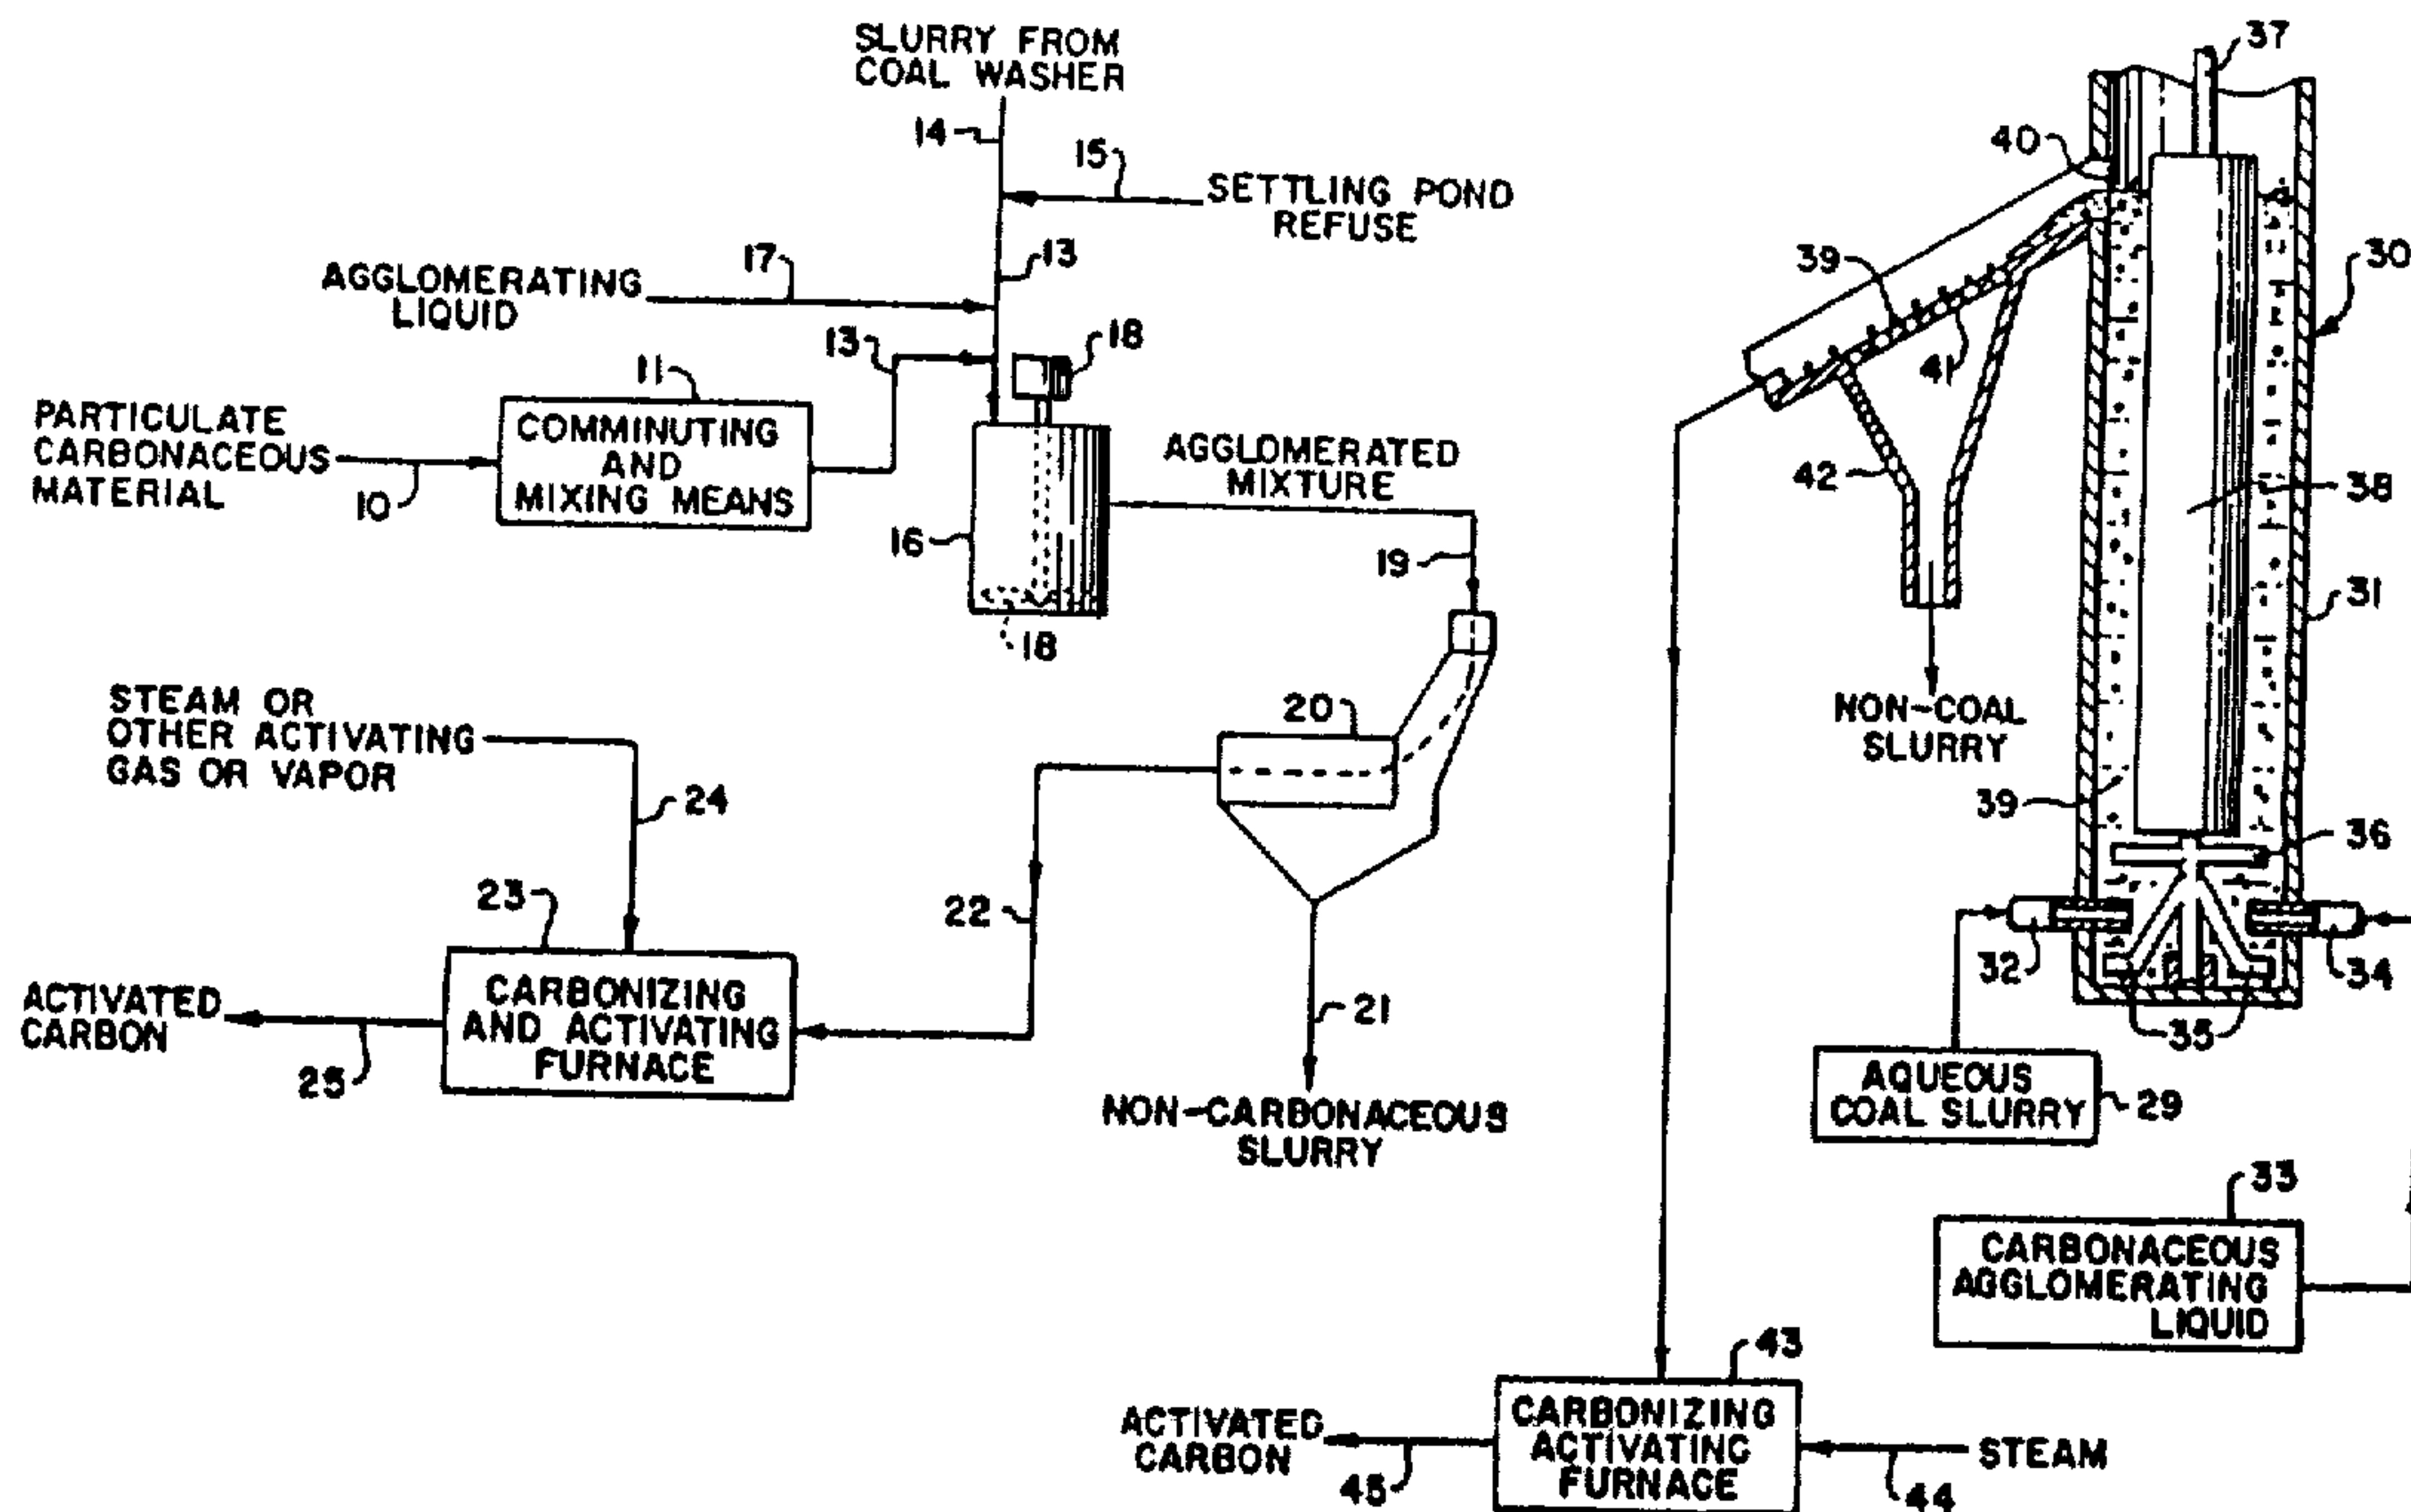 SLURRY FROM
COAL WASHER
14
15
SETTLING POND
REFUSE
13
17
AGGLOMERATING
LIQUID
13
18
11
PARTICULATE
CARBONACEOUS
MATERIAL
10
COMMINUTING
AND
MIXING MEANS
AGGLOMERATED
MIXTURE
16
19
18
STEAM OR
OTHER ACTIVATING
GAS OR VAPOR
24
20
23
22
CARBONIZING
AND ACTIVATING
FURNACE
ACTIVATED
CARBON
25
21
NON-CARBONACEOUS
SLURRY
37
40
39
30
41
42
38
31
NON-COAL
SLURRY
39
36
32
34
35
AQUEOUS
COAL SLURRY
29
33
CARBONACEOUS
AGGLOMERATING
LIQUID
43
CARBONIZING
ACTIVATING
FURNACE
ACTIVATED
CARBON
45
44
STEAM